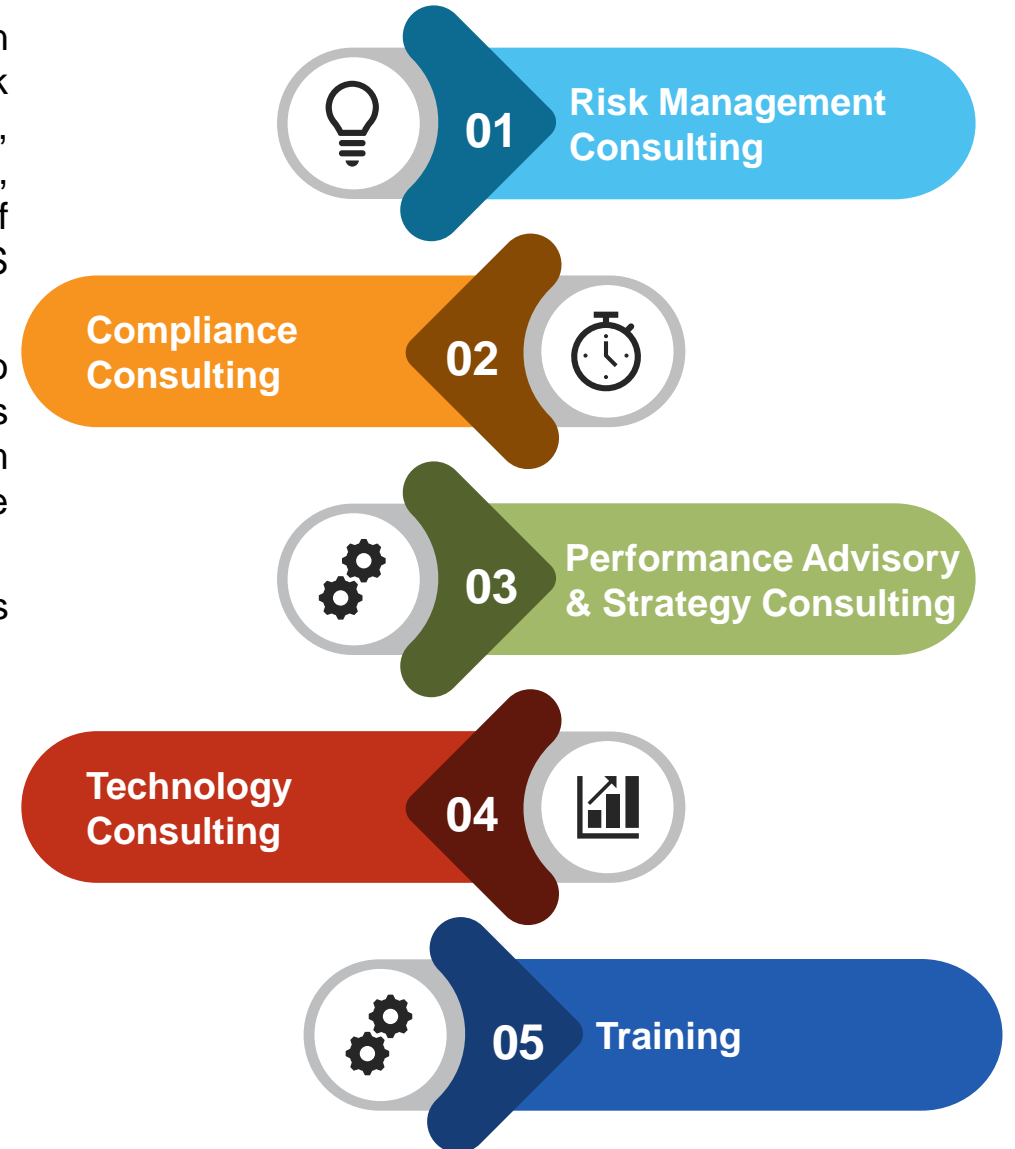 01
Risk Management
Consulting
Compliance
Consulting
02
03
Performance Advisory
& Strategy Consulting
Technology
Consulting
04
05
Training